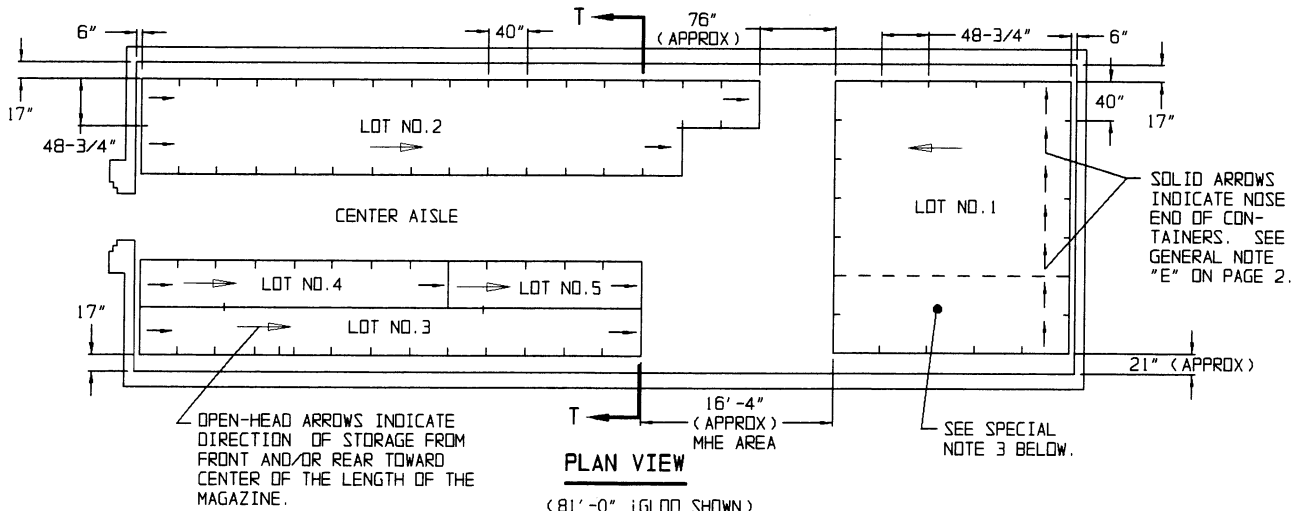 T
76"
(APPROX)
6"
40"
48-3/4"
6"
17"
48-3/4"
LOT NO.2
40"
17"
LOT NO.1
SOLID ARROWS
INDICATE NOSE
END OF CON-
TAINERS. SEE
GENERAL NOTE
"E" ON PAGE 2.
CENTER AISLE
LOT NO.4
LOT NO.5
17"
LOT NO.3
21" (APPROX)
T
16'-4"
(APPROX)
MHE AREA
OPEN-HEAD ARROWS INDICATE
DIRECTION OF STORAGE FROM
FRONT AND/OR REAR TOWARD
CENTER OF THE LENGTH OF THE
MAGAZINE.
SEE SPECIAL
NOTE 3 BELOW.
PLAN VIEW
(81'-0" IGLOO SHOWN)